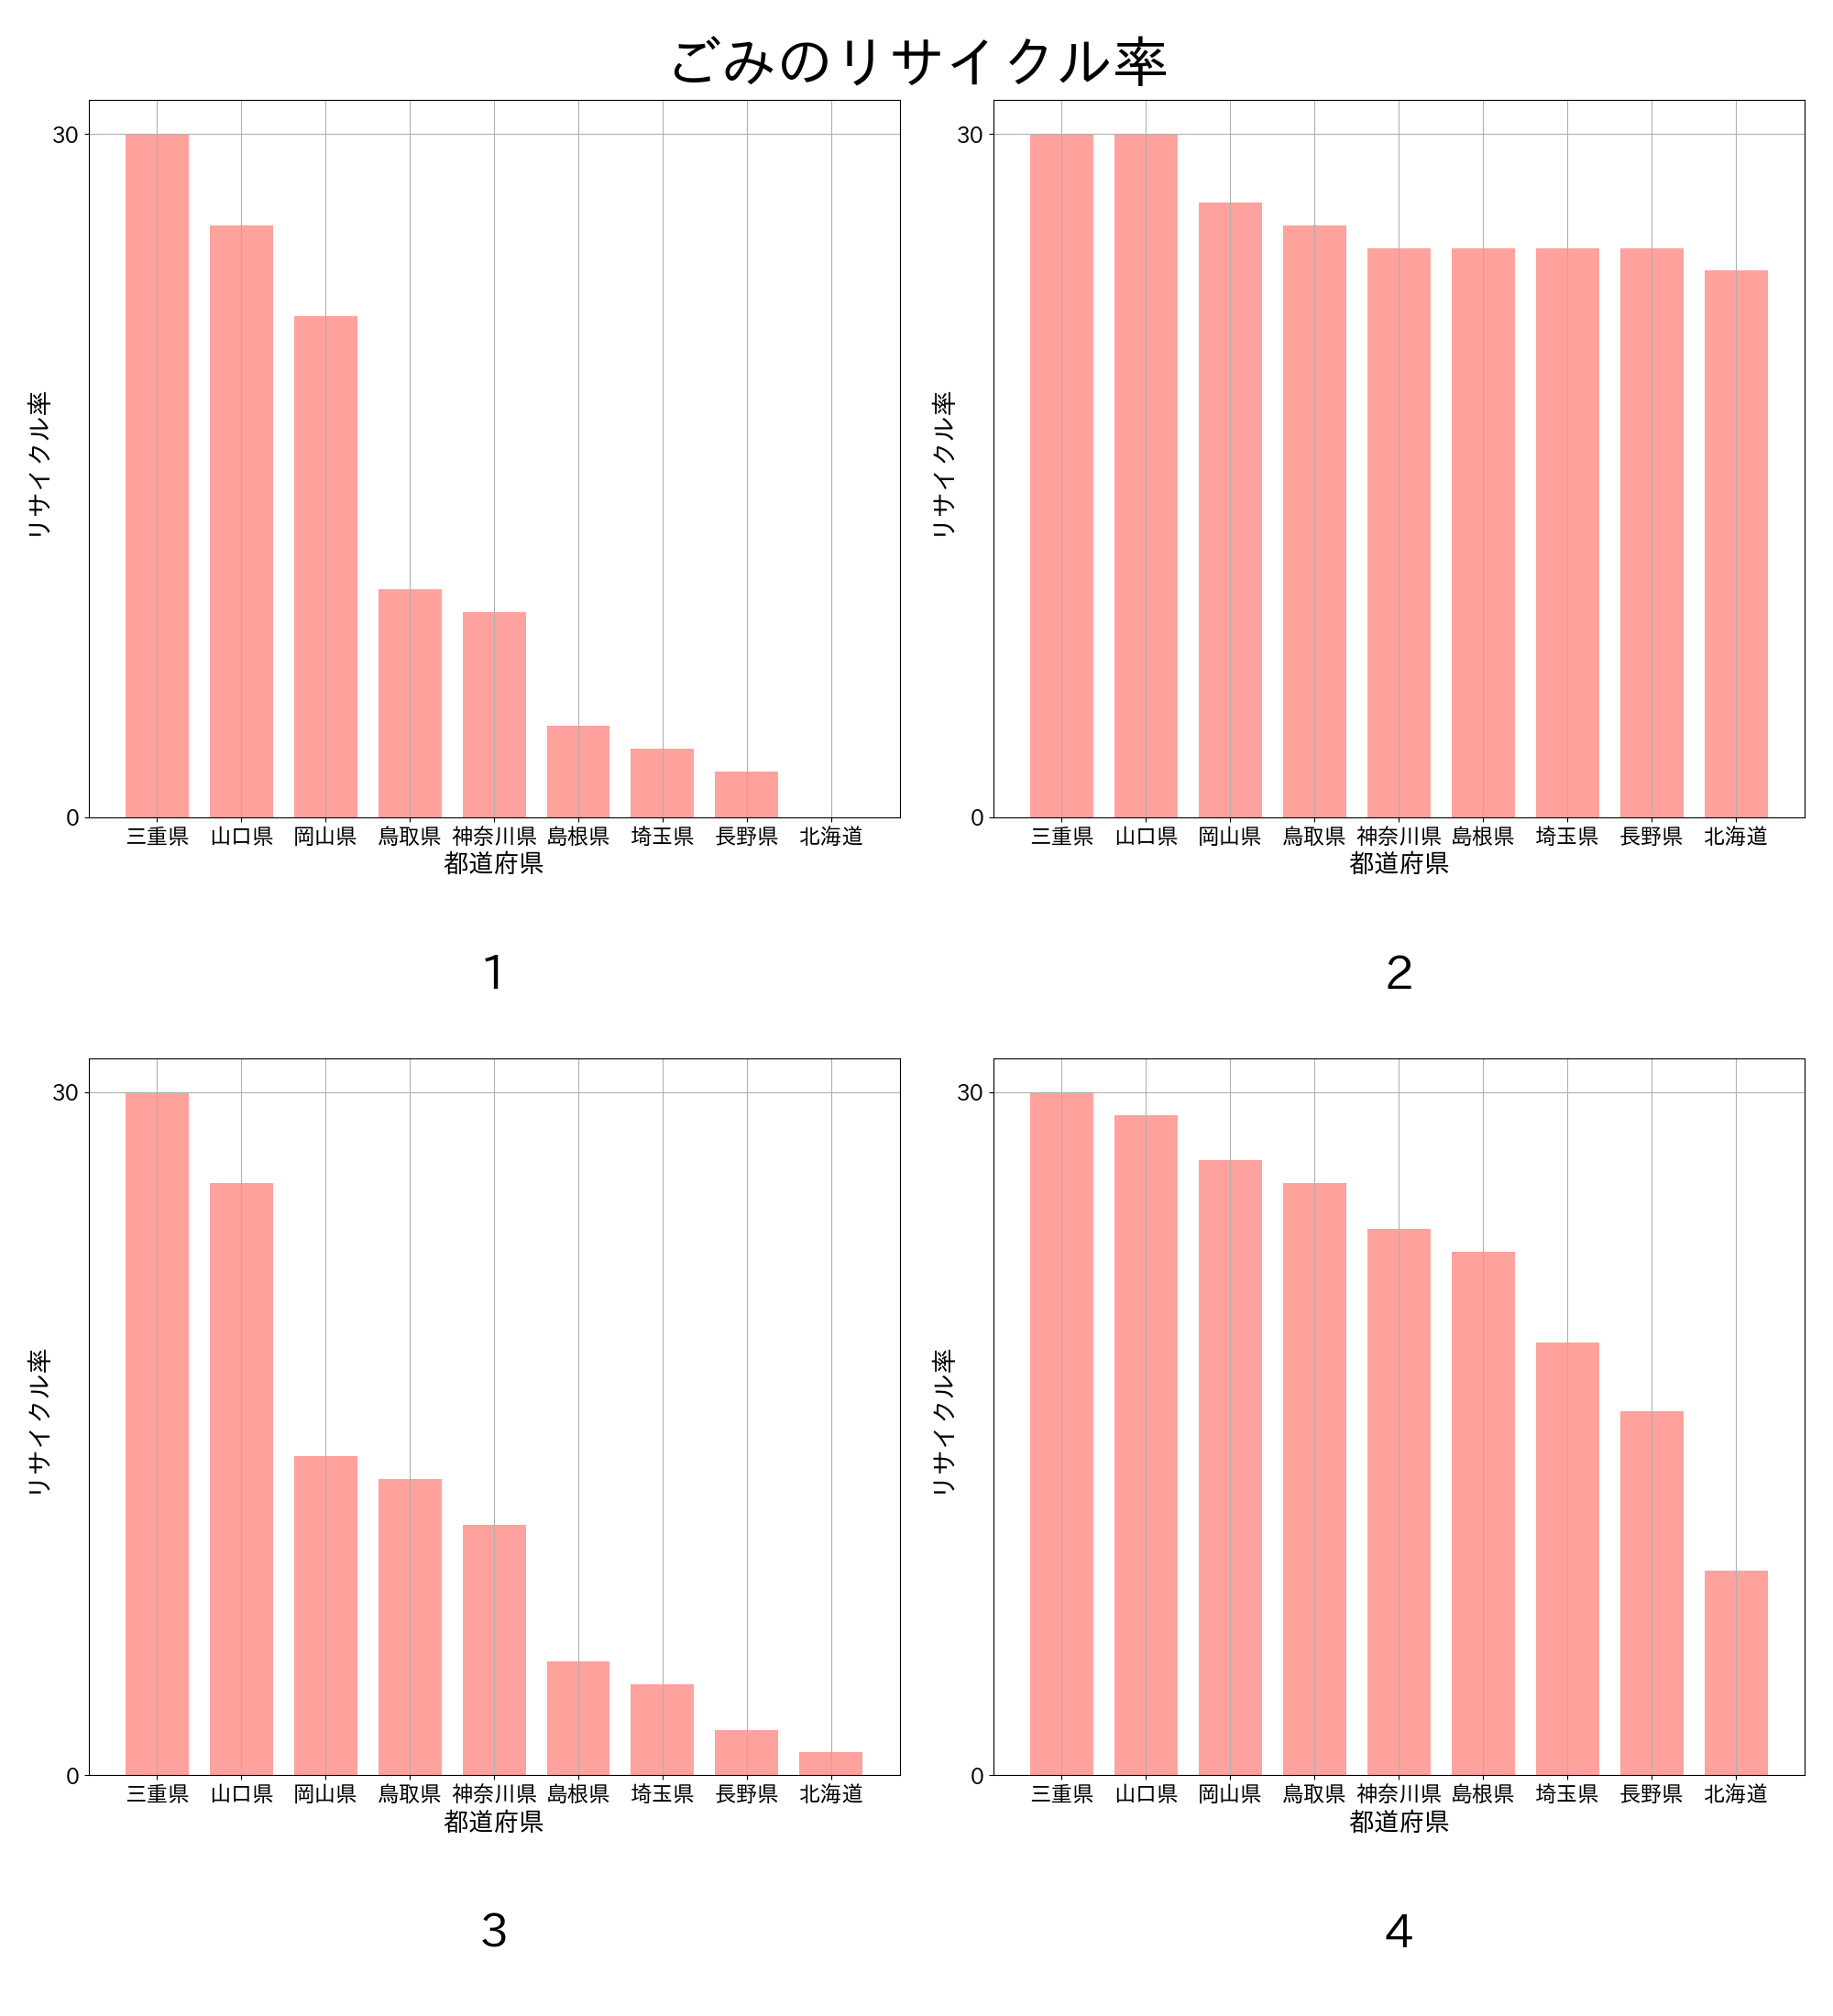 ごみのリサイクル率
30
0
リサイクル率
三重県 山口県 岡山県 鳥取県 神奈川県 島根県 埼玉県 長野県 北海道
都道府県
1
30
0
リサイクル率
三重県 山口県 岡山県 鳥取県 神奈川県 島根県 埼玉県 長野県 北海道
都道府県
2
30
0
リサイクル率
三重県 山口県 岡山県 鳥取県 神奈川県 島根県 埼玉県 長野県 北海道
都道府県
3
30
0
リサイクル率
三重県 山口県 岡山県 鳥取県 神奈川県 島根県 埼玉県 長野県 北海道
都道府県
4